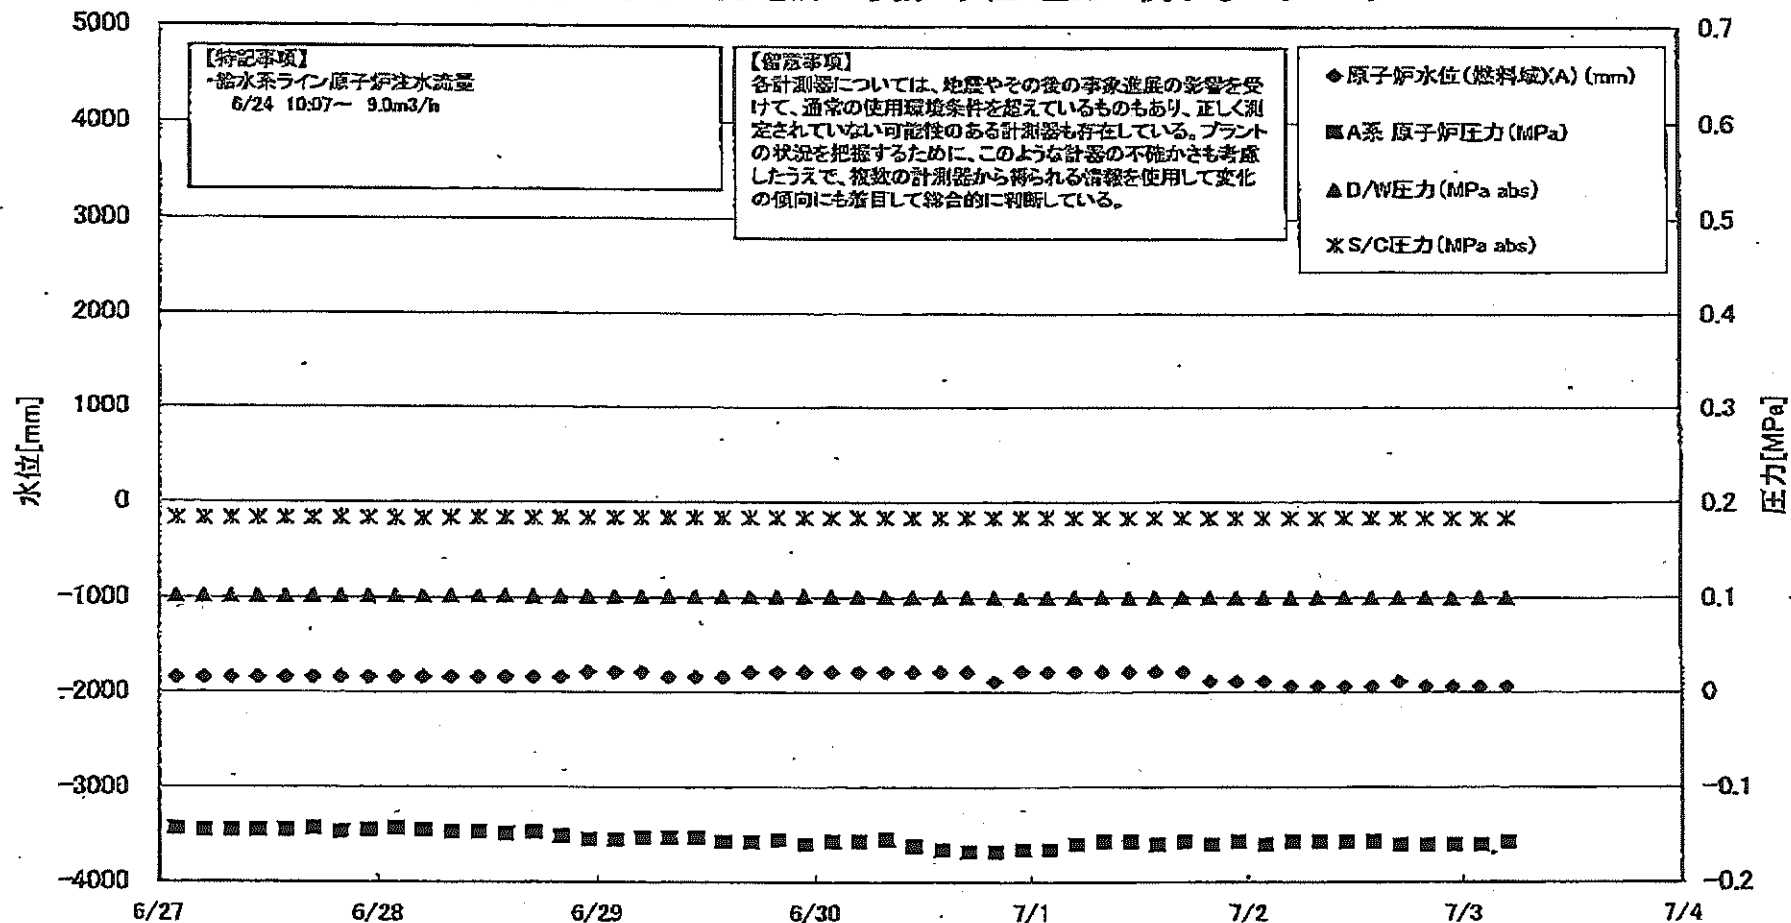 5000
4000
3000
2000
1000
0
-1000
-2000
-3000
-4000
水位[mm]
【特記事項】
・給水系ライン原子炉注水流量
6/24 10:07～ 9.0m3/h
【留意事項】
各計測器については、地震やその後の事象進展の影響を受
けて、通常の使用環境条件を超えているものもあり、正しく測
定されていない可能性のある計測器も存在している。プラント
の状況を把握するために、このような計器の不確かさも考慮
したうえで、複数の計測器から得られる情報を使用して変化
の傾向にも着目して総合的に判断している。
◆原子炉水位(燃料域)(A) (mm)
■A系 原子炉圧力(MPa)
▲D/W圧力(MPa abs)
S/C圧力(MPa abs)
0.7
0.6
0.5
0.4
0.3
0.2
0.1
0
-0.1
-0.2
圧力[MPa]
6/27
6/28
6/29
6/30
7/1
7/2
7/3
7/4